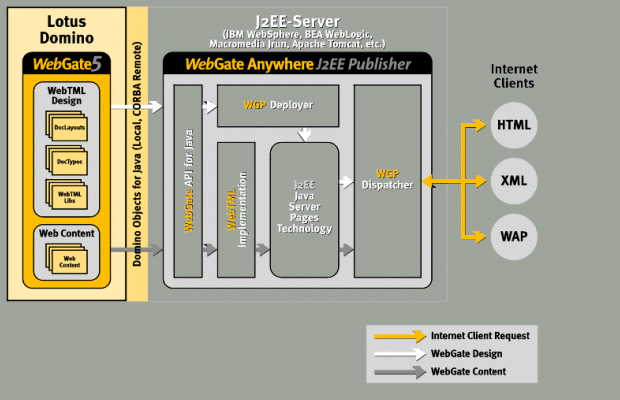 Lotus
Domino
WebGate5
WebTML
Design
DocLayouts
DocTypes
WebTML
Libs
Web Content
Web
Content
Domino Objects for Java (Local, CORBA Remote)
J2EE-Server
(IBM WebSphere, BEA WebLogic,
Macromedia Jrun, Apache Tomcat, etc.)
WebGate Anywhere J2EE Publisher
WebGate API for Java
WGP Deployer
WebTML
Implementation
J2EE
Java
Server
Pages
Technology
WGP
Dispatcher
Internet
Clients
HTML
XML
WAP
Internet Client Request
WebGate Design
WebGate Content